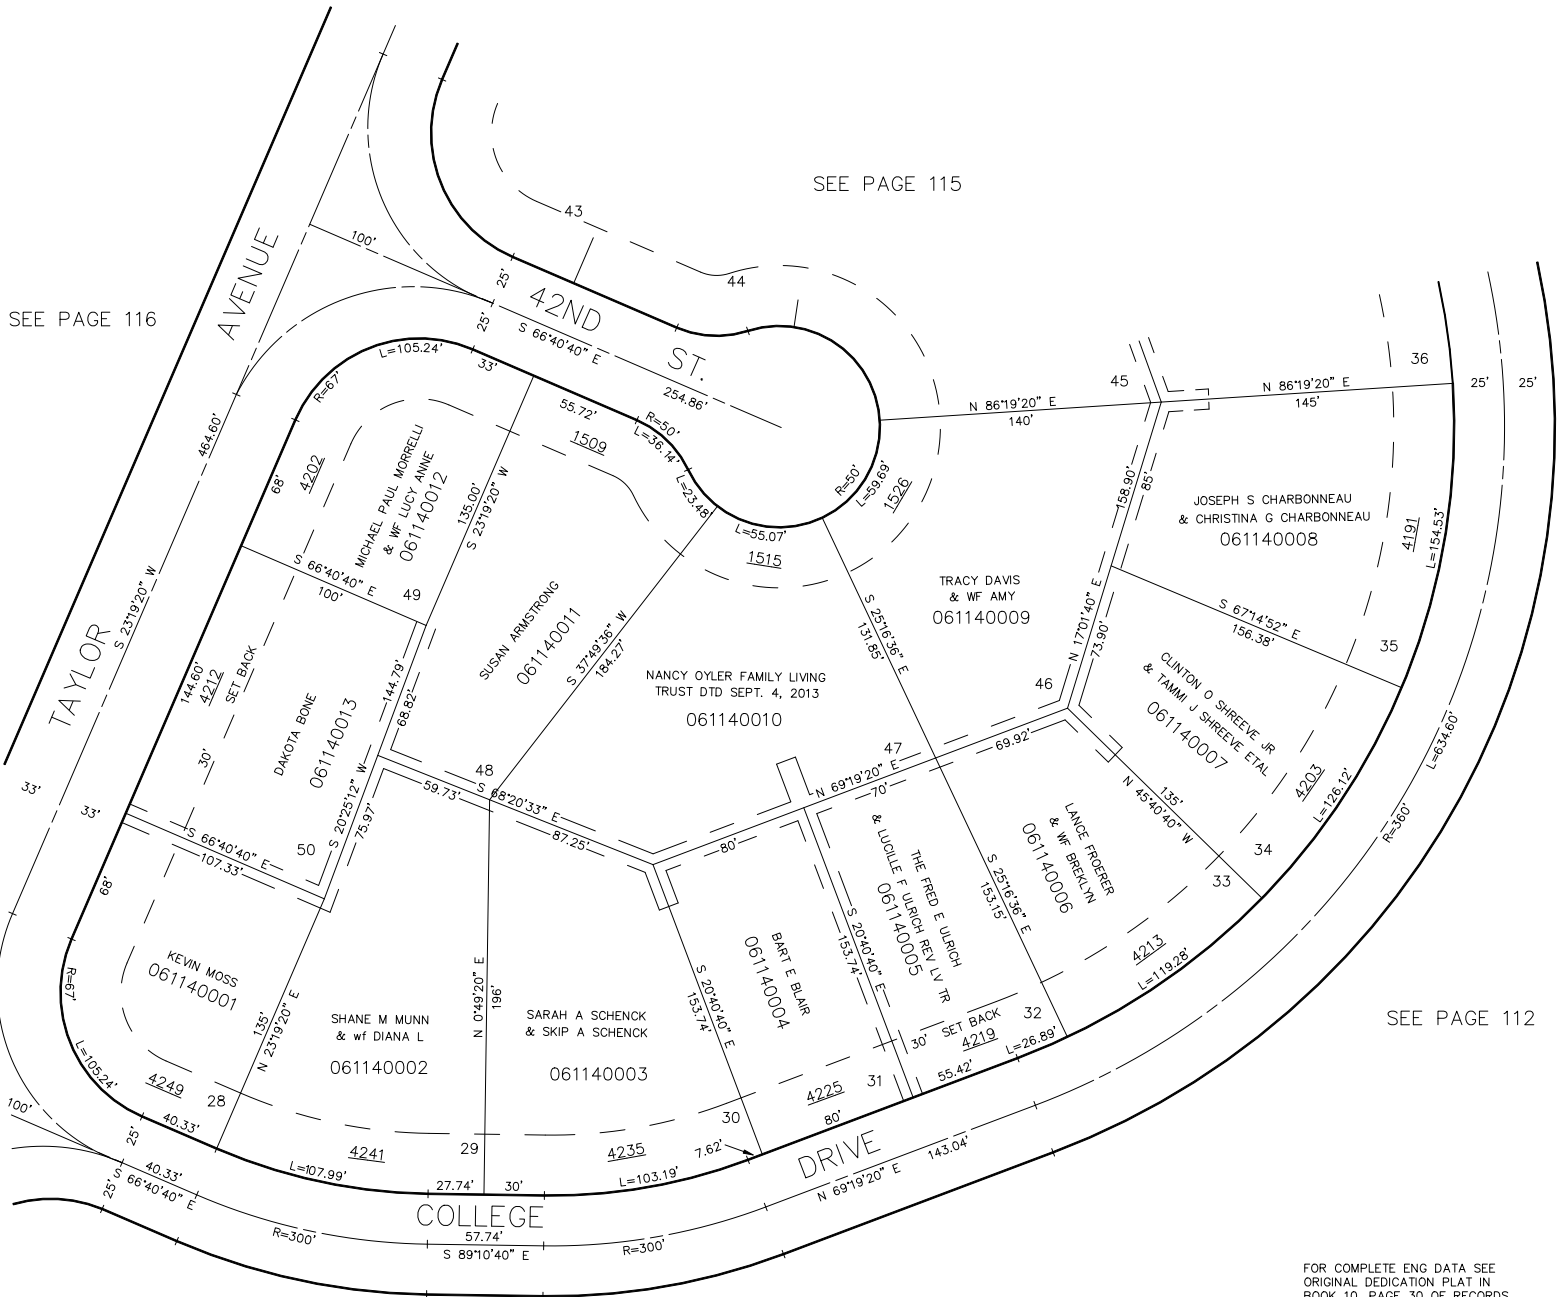 SEE PAGE 115
SEE PAGE 116
SEE PAGE 112
TAYLOR
AVENUE
42ND
ST.
COLLEGE
DRIVE
43
44
45
36
100'
25'
25'
S 66°40'40" E
254.86'
L=105.24'
R=67'
33'
55.72'
R=50'
L=36.14'
1509
L=23.48'
L=55.07'
1515
R=50'
L=59.69'
1526
N 86°19'20" E
140'
N 86°19'20" E
145'
25'
25'
464.60'
S 23°19'20" W
68'
4202
MICHAEL PAUL MORRELLI
& WF LUCY ANNE
061140012
135.00'
S 23°19'20" W
S 66°40'40" E
100'
49
SUSAN ARMSTRONG
061140011
S 37°49'36" W
184.27'
NANCY OYLER FAMILY LIVING
TRUST DTD SEPT. 4, 2013
061140010
S 25°16'36" E
131.85'
TRACY DAVIS
& WF AMY
061140009
158.90'
85'
N 17°01'40" E
73.90'
JOSEPH S CHARBONNEAU
& CHRISTINA G CHARBONNEAU
061140008
4191
L=154.53'
S 67°14'52" E
156.38'
35
46
CLINTON O SHREEVE JR
& TAMMI J SHREEVE ETAL
061140007
4203
L=126.12'
L=634.60'
R=360'
135'
N 45°40'40" W
34
33
144.60'
4212
SET BACK
30'
DAKOTA BONE
061140013
144.79'
68.82'
S 20°25'12" W
75.97'
48
59.73'
S 68°20'33" E
87.25'
80'
47
N 69°19'20" E
70'
69.92'
33'
33'
S 66°40'40" E
107.33'
50
68'
R=67'
L=105.24'
KEVIN MOSS
061140001
135'
N 23°19'20" E
4249
28
40.33'
SHANE M MUNN
& wf DIANA L
061140002
N 0°49'20" E
196'
4241
29
L=107.99'
27.74'
30'
SARAH A SCHENCK
& SKIP A SCHENCK
061140003
4235
L=103.19'
7.62'
30
S 20°40'40" E
153.74'
BART E BLAIR
061140004
4225
31
80'
S 20°40'40" E
153.74'
THE FRED E ULRICH
& LUCILLE F ULRICH REV LV TR
061140005
30'
SET BACK
4219
32
55.42'
L=26.89'
S 25°16'36" E
153.15'
LANCE FROERER
& WF BREKLYN
061140006
4213
L=119.28'
100'
25'
40.33'
S 66°40'40" E
25'
R=300'
57.74'
S 89°10'40" E
R=300'
N 69°19'20" E
143.04'
FOR COMPLETE ENG DATA SEE
ORIGINAL DEDICATION PLAT IN
BOOK 10, PAGE 30 OF RECORDS